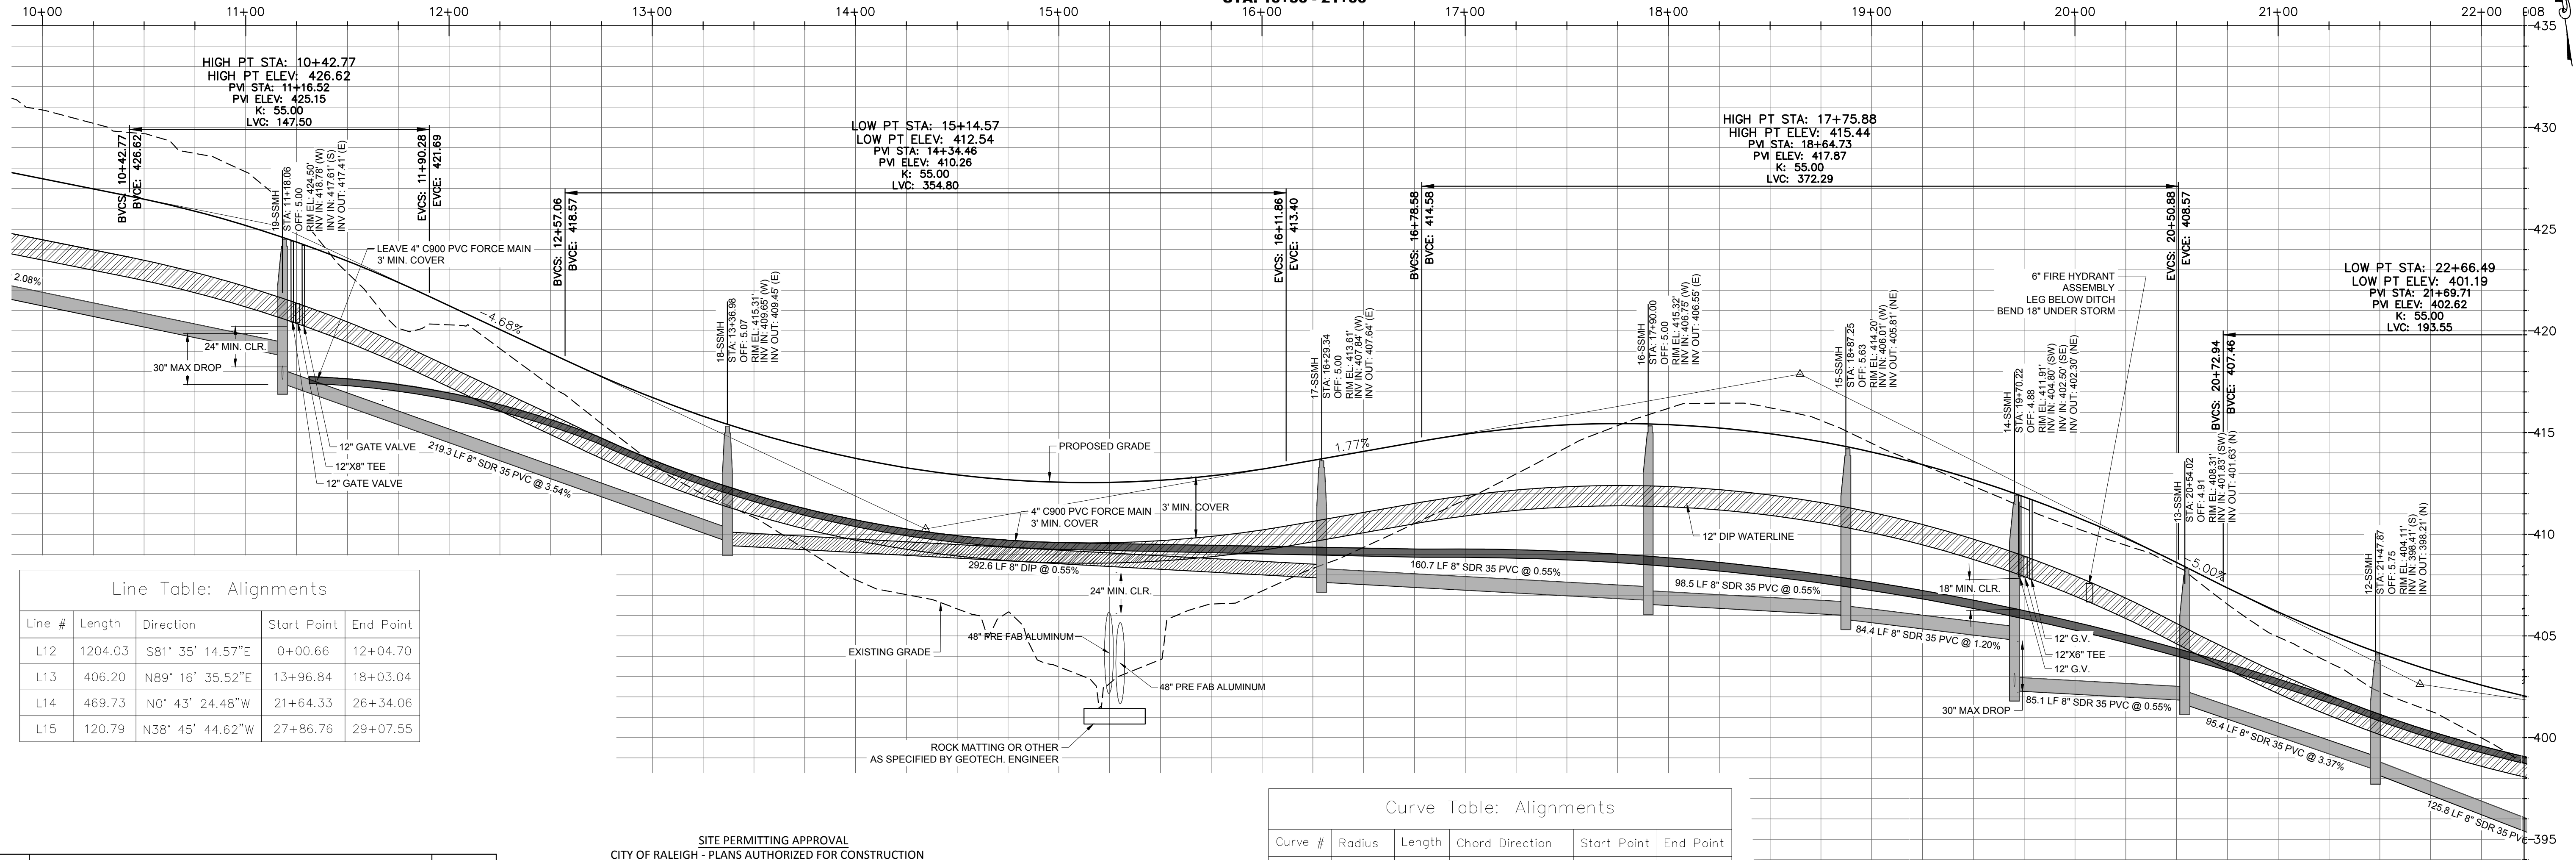 10+00
11+00
12+00
13+00
14+00
15+00
16+00
17+00
18+00
19+00
20+00
21+00
22+00
908
435
430
425
420
415
410
405
400
395
HIGH PT STA: 10+42.77
HIGH PT ELEV: 426.62
PVI STA: 11+16.52
PVI ELEV: 425.15
K: 55.00
LVC: 147.50
BVCS: 10+42.77
BVCE: 426.62
EVCS: 11+90.28
EVCE: 421.69
19-SSMH
STA: 11+18.06
OFF: 5.00
RIM EL: 424.50'
INV IN: 418.78' (W)
INV IN: 417.61' (S)
INV OUT: 417.41' (E)
LEAVE 4" C900 PVC FORCE MAIN
3' MIN. COVER
2.08%
24" MIN. CLR.
30" MAX DROP
12" GATE VALVE
12"X8" TEE
12" GATE VALVE
219.3 LF 8" SDR 35 PVC @ 3.54%
-4.68%
LOW PT STA: 15+14.57
LOW PT ELEV: 412.54
PVI STA: 14+34.46
PVI ELEV: 410.26
K: 55.00
LVC: 354.80
BVCS: 12+57.06
BVCE: 418.57
EVCS: 16+11.86
EVCE: 413.40
18-SSMH
STA: 13+36.98
OFF: 5.07
RIM EL: 415.31'
INV IN: 409.65' (W)
INV OUT: 409.45' (E)
PROPOSED GRADE
4" C900 PVC FORCE MAIN
3' MIN. COVER
3' MIN. COVER
292.6 LF 8" DIP @ 0.55%
24" MIN. CLR.
48" PRE FAB ALUMINUM
EXISTING GRADE
48" PRE FAB ALUMINUM
ROCK MATTING OR OTHER
AS SPECIFIED BY GEOTECH. ENGINEER
17-SSMH
STA: 16+29.34
OFF: 5.00
RIM EL: 413.61'
INV IN: 407.84' (W)
INV OUT: 407.64' (E)
1.77%
HIGH PT STA: 17+75.88
HIGH PT ELEV: 415.44
PVI STA: 18+64.73
PVI ELEV: 417.87
K: 55.00
LVC: 372.29
BVCS: 16+78.58
BVCE: 414.58
EVCS: 20+50.88
EVCE: 408.57
16-SSMH
STA: 17+90.00
OFF: 5.00
RIM EL: 415.32'
INV IN: 406.75' (W)
INV OUT: 406.55' (E)
12" DIP WATERLINE
160.7 LF 8" SDR 35 PVC @ 0.55%
98.5 LF 8" SDR 35 PVC @ 0.55%
15-SSMH
STA: 18+87.25
OFF: 5.63
RIM EL: 414.20'
INV IN: 406.01' (W)
INV OUT: 405.81' (NE)
84.4 LF 8" SDR 35 PVC @ 1.20%
14-SSMH
STA: 19+70.22
OFF: 4.88
RIM EL: 411.91'
INV IN: 404.80' (SW)
INV IN: 402.50' (SE)
INV OUT: 402.30' (NE)
6" FIRE HYDRANT
ASSEMBLY
LEG BELOW DITCH
BEND 18" UNDER STORM
18" MIN. CLR.
12" G.V.
12"X6" TEE
12" G.V.
30" MAX DROP
85.1 LF 8" SDR 35 PVC @ 0.55%
13-SSMH
STA: 20+54.02
OFF: 4.91
RIM EL: 408.31'
INV IN: 401.83' (SW)
INV OUT: 401.63' (N)
BVCS: 20+72.94
BVCE: 407.46
-5.00%
95.4 LF 8" SDR 35 PVC @ 3.37%
LOW PT STA: 22+66.49
LOW PT ELEV: 401.19
PVI STA: 21+69.71
PVI ELEV: 402.62
K: 55.00
LVC: 193.55
12-SSMH
STA: 21+47.87
OFF: 5.75
RIM EL: 404.11'
INV IN: 398.41' (S)
INV OUT: 398.21' (N)
125.8 LF 8" SDR 35 PVC
Line Table: Alignments
Line # Length Direction Start Point End Point
L12 1204.03 S81° 35' 14.57"E 0+00.66 12+04.70
L13 406.20 N89° 16' 35.52"E 13+96.84 18+03.04
L14 469.73 N0° 43' 24.48"W 21+64.33 26+34.06
L15 120.79 N38° 45' 44.62"W 27+86.76 29+07.55
Curve Table: Alignments
Curve # Radius Length Chord Direction Start Point End Point
SITE PERMITTING APPROVAL
CITY OF RALEIGH - PLANS AUTHORIZED FOR CONSTRUCTION